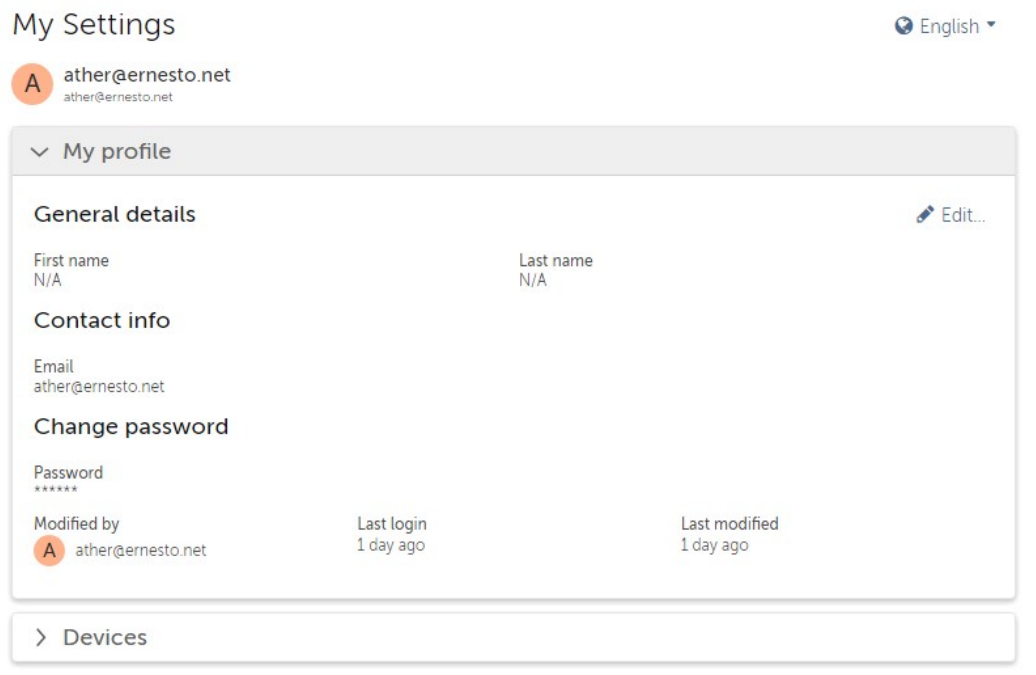 My Settings
English
A
ather@ernesto.net
ather@ernesto.net
My profile
General details
Edit...
First name
Last name
N/A
N/A
Contact info
Email
ather@ernesto.net
Change password
Password
******
Modified by
Last login
Last modified
A ather@ernesto.net
1 day ago
1 day ago
Devices